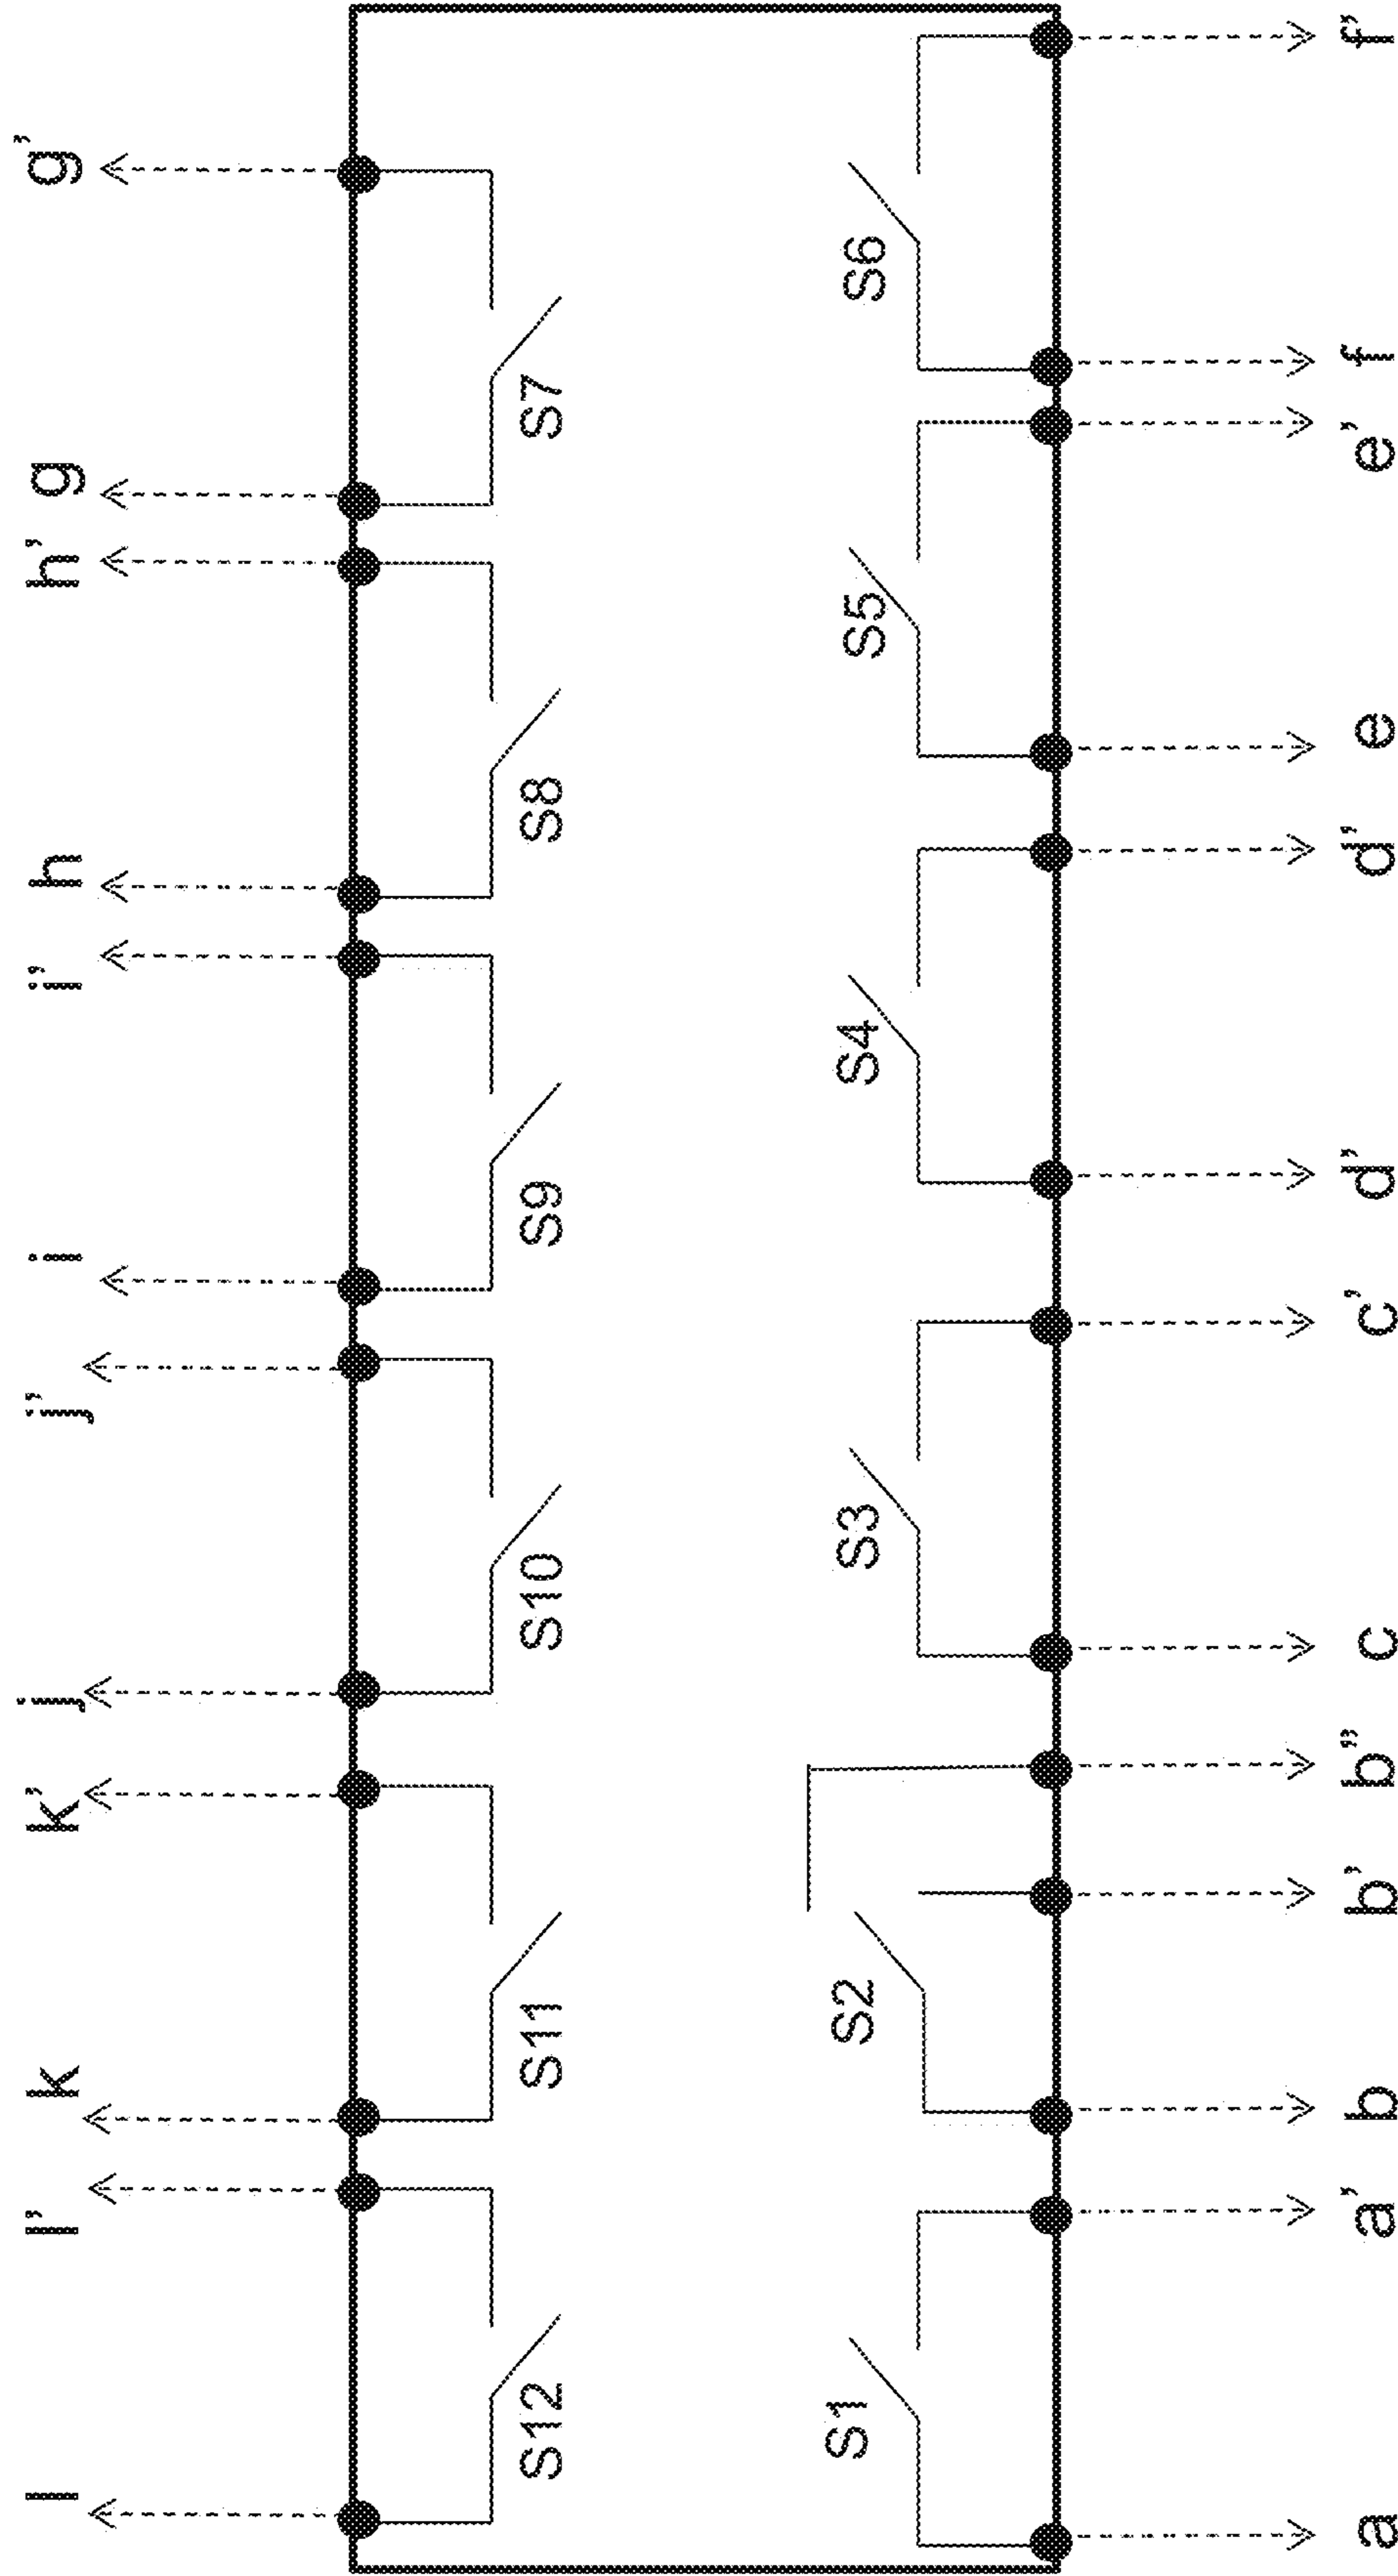 l l' k k' j j' i i' h h' g g'
S12 S11 S10 S9 S8 S7
S1 S2 S3 S4 S5 S6
a a' b b' b" c c' d' d' e e' f f'